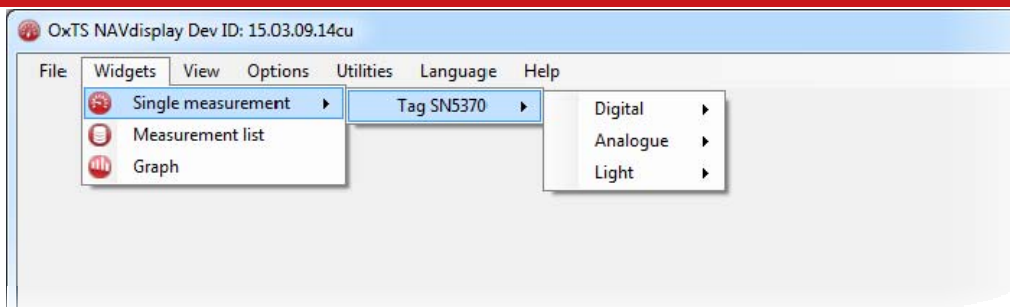 OxTS NAVdisplay Dev ID: 15.03.09.14cu
File Widgets View Options Utilities Language Help
Single measurement Tag SN5370 Digital
Measurement list Analogue
Graph Light